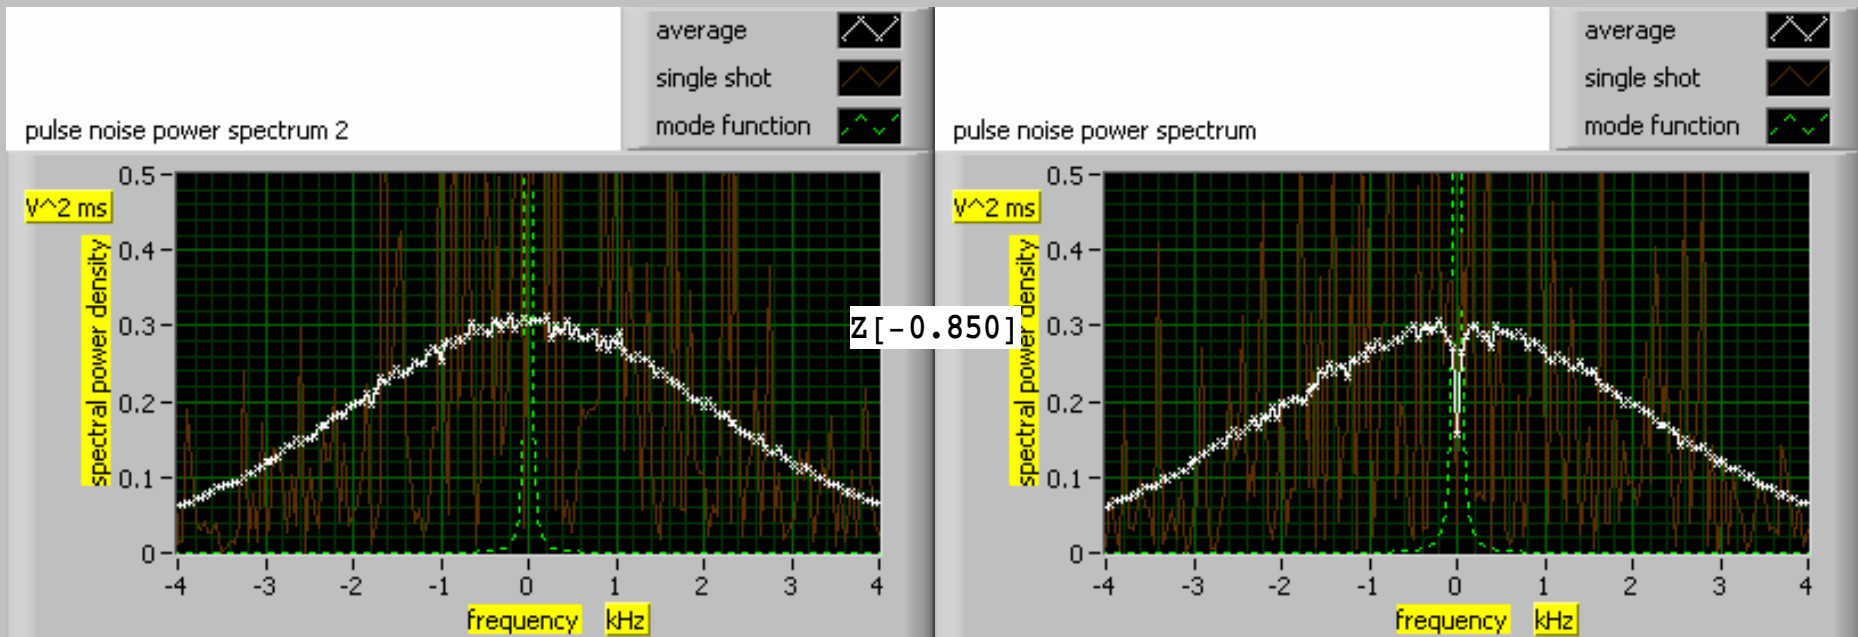 average
single shot
mode function
pulse noise power spectrum 2
V^2 ms
spectral power density
0.5
0.4
0.3
0.2
0.1
0
-4 -3 -2 -1 0 1 2 3 4
frequency kHz
Z[-0.850]
average
single shot
mode function
pulse noise power spectrum
V^2 ms
spectral power density
0.5
0.4
0.3
0.2
0.1
0
-4 -3 -2 -1 0 1 2 3 4
frequency kHz